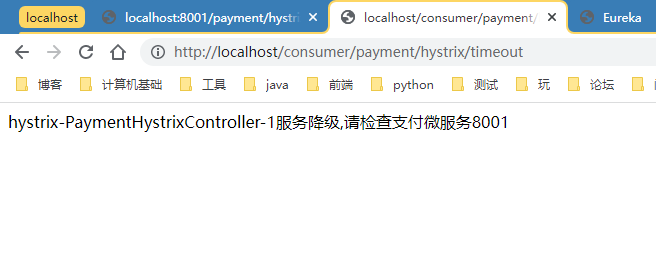 localhost
localhost:8001/payment/hystri
localhost/consumer/payment/
Eureka
http://localhost/consumer/payment/hystrix/timeout
博客 计算机基础 工具 java 前端 python 测试 玩 论坛
hystrix-PaymentHystrixController-1服务降级,请检查支付微服务8001